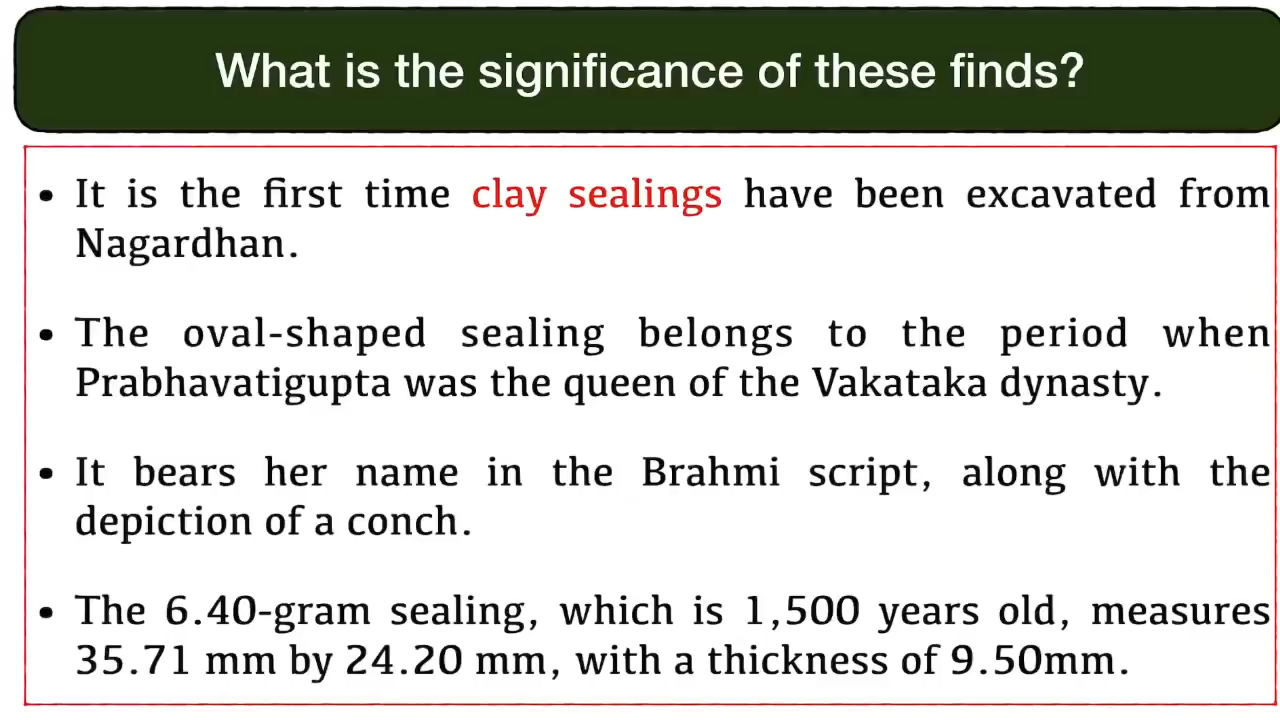 What is the significance of these finds?
• It is the first time clay sealings have been excavated from
Nagardhan.
• The oval-shaped sealing belongs to the period when
Prabhavatigupta was the queen of the Vakataka dynasty.
• It bears her name in the Brahmi script, along with the
depiction of a conch.
• The 6.40-gram sealing, which is 1,500 years old, measures
35.71 mm by 24.20 mm, with a thickness of 9.50mm.